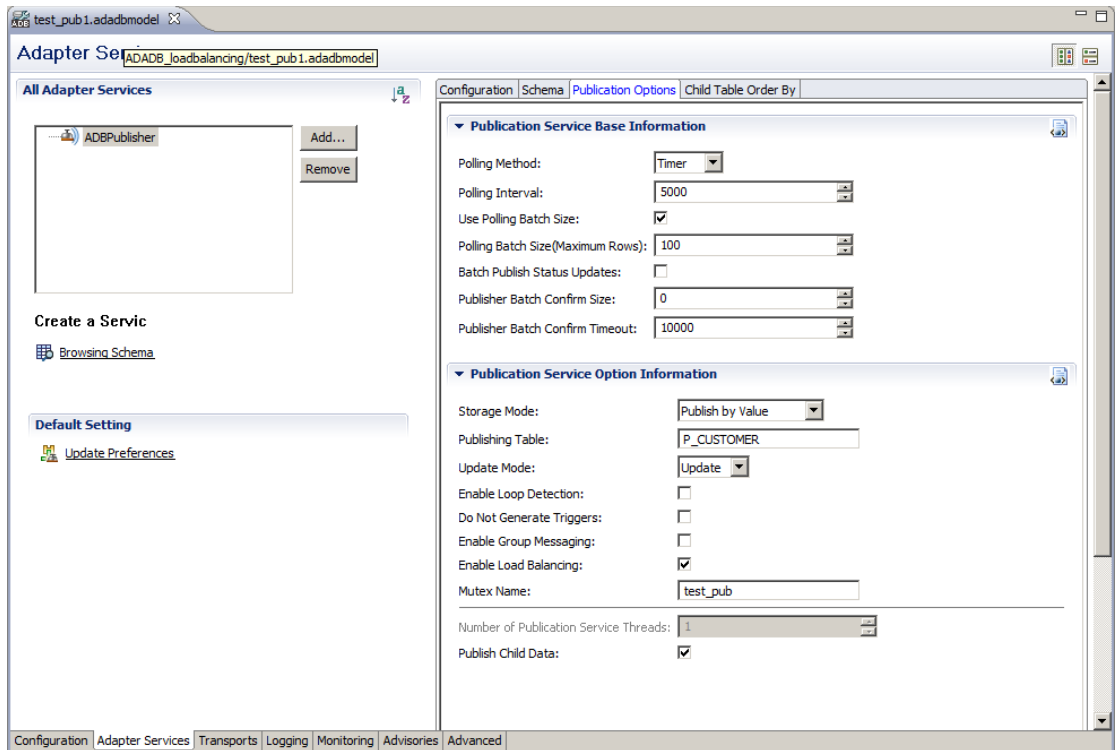 test_pub1.adadbmodel
Adapter Ser
ADADB_loadbalancing/test_pub1.adadbmodel
All Adapter Services
ADBPublisher
Add...
Remove
Create a Servic
Browsing Schema
Default Setting
Update Preferences
Configuration Schema Publication Options Child Table Order By
Publication Service Base Information
Polling Method: Timer
Polling Interval: 5000
Use Polling Batch Size:
Polling Batch Size(Maximum Rows): 100
Batch Publish Status Updates:
Publisher Batch Confirm Size: 0
Publisher Batch Confirm Timeout: 10000
Publication Service Option Information
Storage Mode: Publish by Value
Publishing Table: P_CUSTOMER
Update Mode: Update
Enable Loop Detection:
Do Not Generate Triggers:
Enable Group Messaging:
Enable Load Balancing:
Mutex Name: test_pub
Number of Publication Service Threads: 1
Publish Child Data:
Configuration Adapter Services Transports Logging Monitoring Advisories Advanced